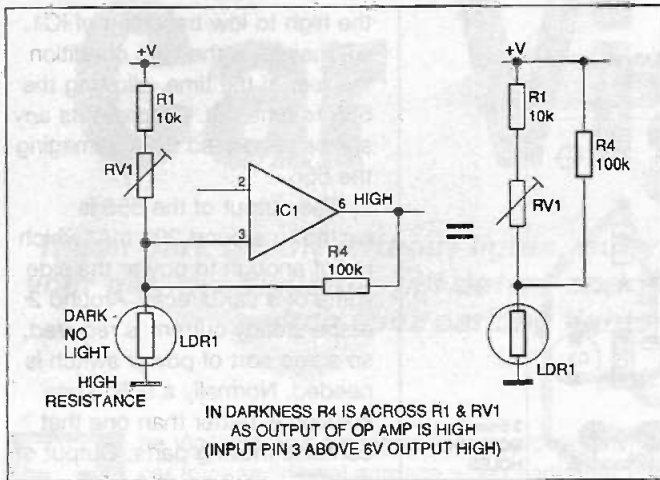 +V
R1
10k
RV1
2
3
IC1
6
HIGH
R4
100k
DARK
NO
LIGHT
LDR1
HIGH
RESISTANCE
=
+V
R1
10k
R4
100k
RV1
LDR1
IN DARKNESS R4 IS ACROSS R1 & RV1
AS OUTPUT OF OP AMP IS HIGH
(INPUT PIN 3 ABOVE 6V OUTPUT HIGH)